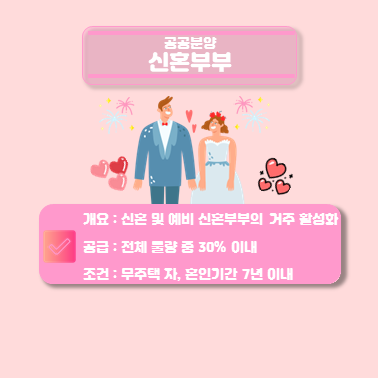 공공분양
신혼부부
개요 : 신혼 및 예비 신혼부부의 거주 활성화
공급 : 전체 물량 중 30% 이내
조건 : 무주택 자, 혼인기간 7년 이내